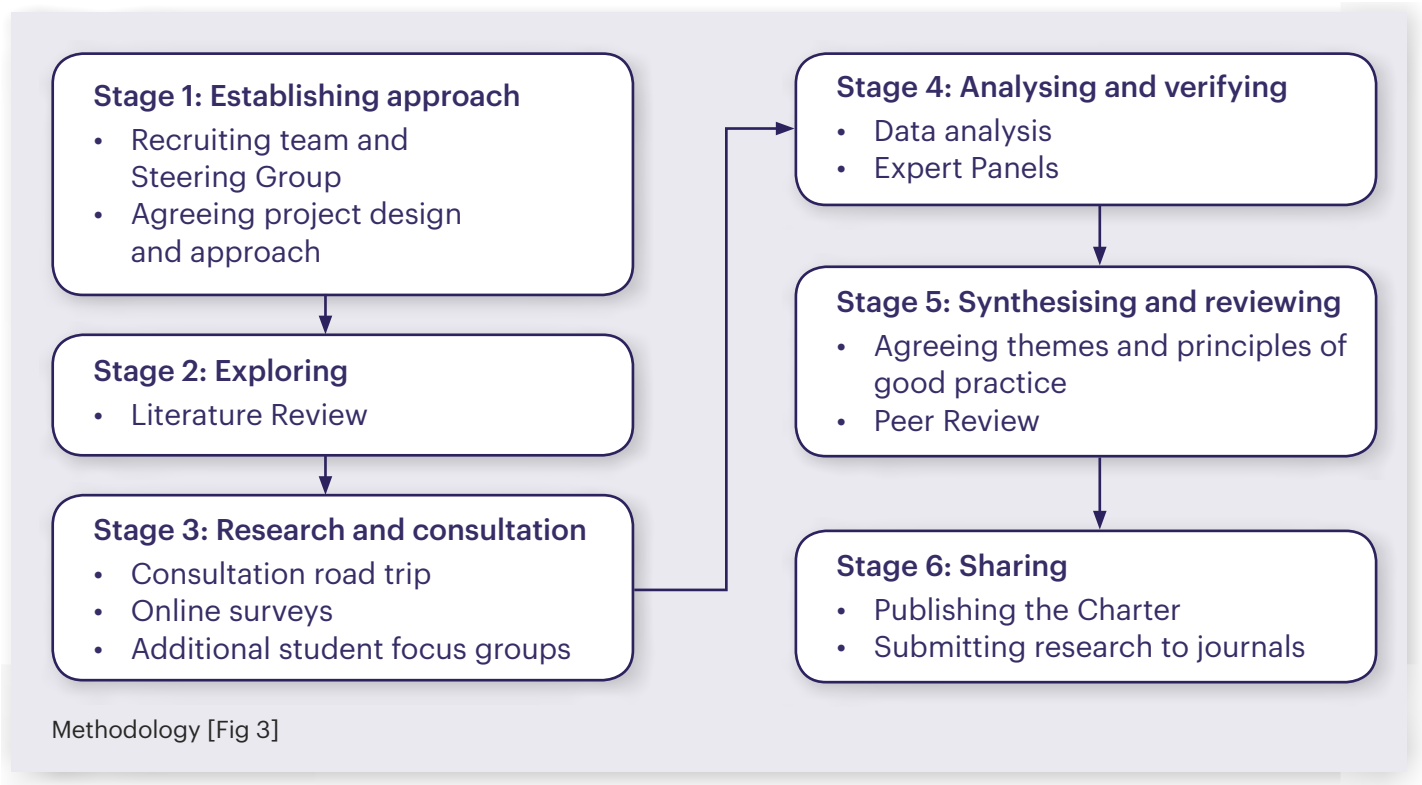 Stage 1: Establishing approach
• Recruiting team and
Steering Group
• Agreeing project design
and approach
Stage 2: Exploring
• Literature Review
Stage 3: Research and consultation
• Consultation road trip
• Online surveys
• Additional student focus groups
Stage 4: Analysing and verifying
• Data analysis
• Expert Panels
Stage 5: Synthesising and reviewing
• Agreeing themes and principles of
good practice
• Peer Review
Stage 6: Sharing
• Publishing the Charter
• Submitting research to journals
Methodology [Fig 3]